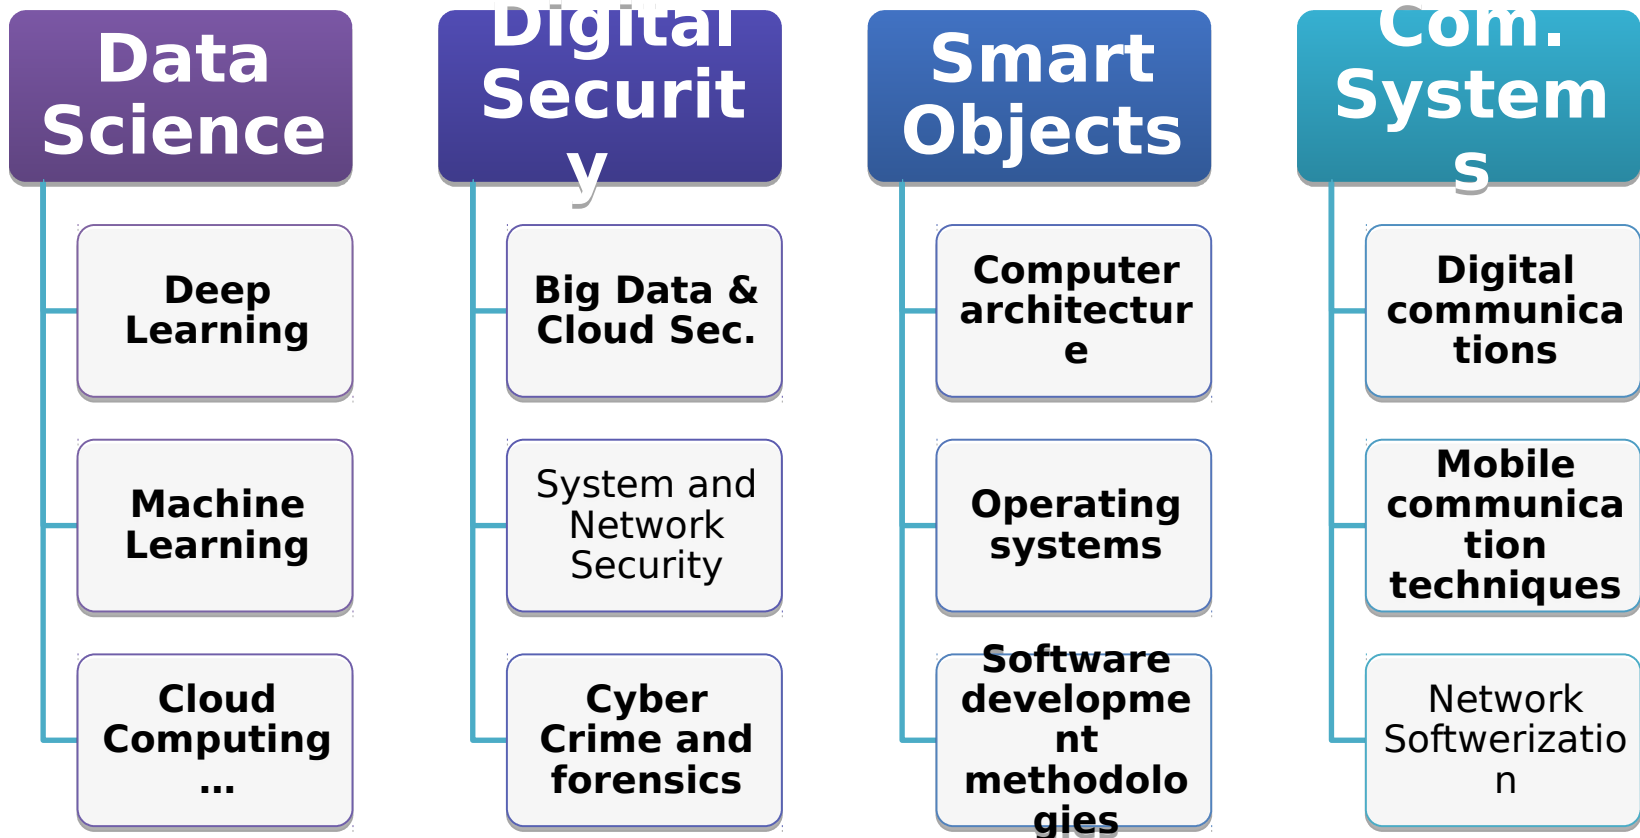 Data
Science
Deep
Learning
Machine
Learning
Cloud
Computing
...
Digital
Securit
y
Big Data &
Cloud Sec.
System and
Network
Security
Cyber
Crime and
forensics
Smart
Objects
Computer
architectur
e
Operating
systems
Software
developme
nt
methodolo
gies
Com.
System
s
Digital
communica
tions
Mobile
communica
tion
techniques
Network
Softwerizatio
n